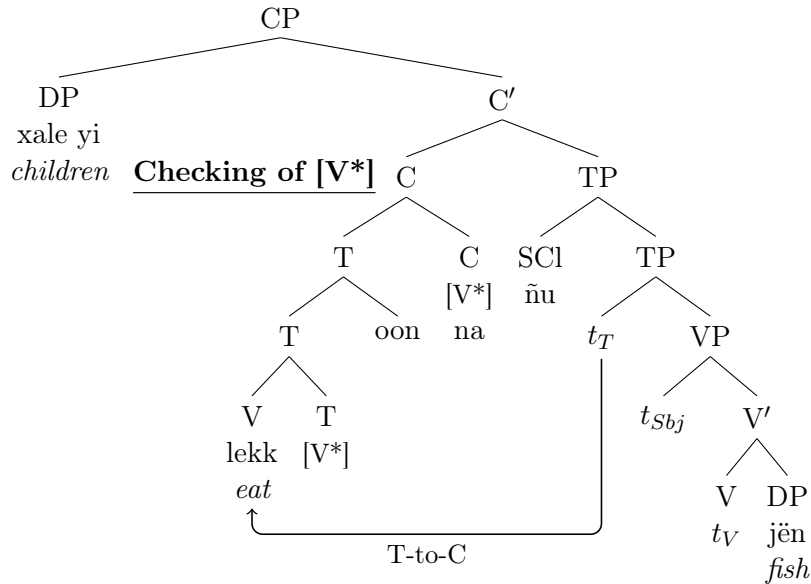 CP
DP C′
xale yi
children Checking of [V*] C TP
T C SCl TP
[V*] ñu
T oon na t_T VP
V T t_Sbj V′
lekk [V*]
eat V DP
t_V jën
T-to-C
fish